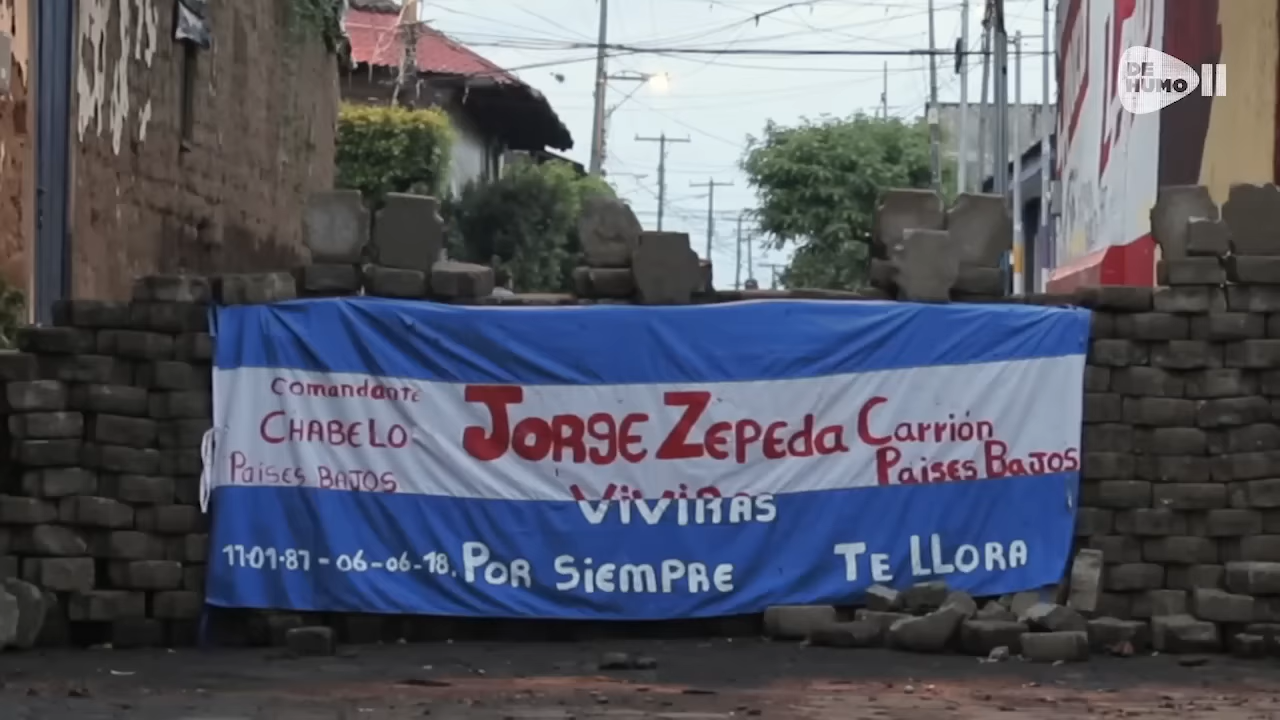 DE
HUMO
Comandante
CHABELO
Paises BAJOS
JORGE ZEPEDa Carrión
Paises BaJOS
VIVIRAS
11-01-87 - 06-06-18. POR SiEMPRE
TE LLORA